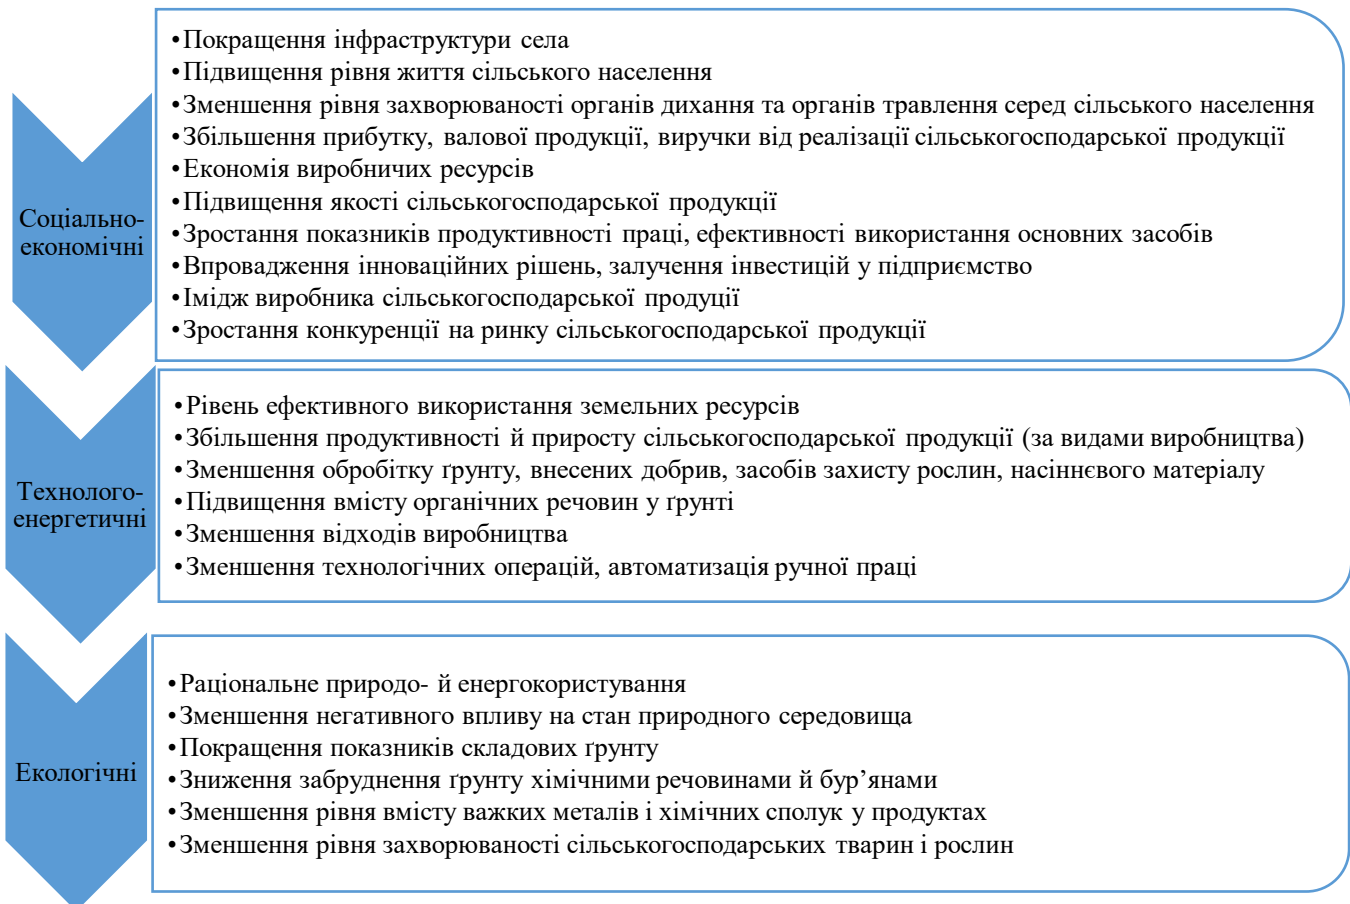 Соціально-
економічні
•Покращення інфраструктури села
•Підвищення рівня життя сільського населення
•Зменшення рівня захворюваності органів дихання та органів травлення серед сільського населення
•Збільшення прибутку, валової продукції, виручки від реалізації сільськогосподарської продукції
•Економія виробничих ресурсів
•Підвищення якості сільськогосподарської продукції
•Зростання показників продуктивності праці, ефективності використання основних засобів
•Впровадження інноваційних рішень, залучення інвестицій у підприємство
•Імідж виробника сільськогосподарської продуції
•Зростання конкуренції на ринку сільськогосподарської продукції
Технолого-
енергетичні
•Рівень ефективного використання земельних ресурсів
•Збільшення продуктивності й приросту сільськогосподарської продукції (за видами виробництва)
•Зменшення обробітку ґрунту, внесених добрив, засобів захисту рослин, насіннєвого матеріалу
•Підвищення вмісту органічних речовин у ґрунті
•Зменшення відходів виробництва
•Зменшення технологічних операцій, автоматизація ручної праці
Екологічні
•Раціональне природо- й енергокористування
•Зменшення негативного впливу на стан природного середовища
•Покращення показників складових ґрунту
•Зниження забруднення ґрунту хімічними речовинами й бур’янами
•Зменшення рівня вмісту важких металів і хімічних сполук у продуктах
•Зменшення рівня захворюваності сільськогосподарських тварин і рослин